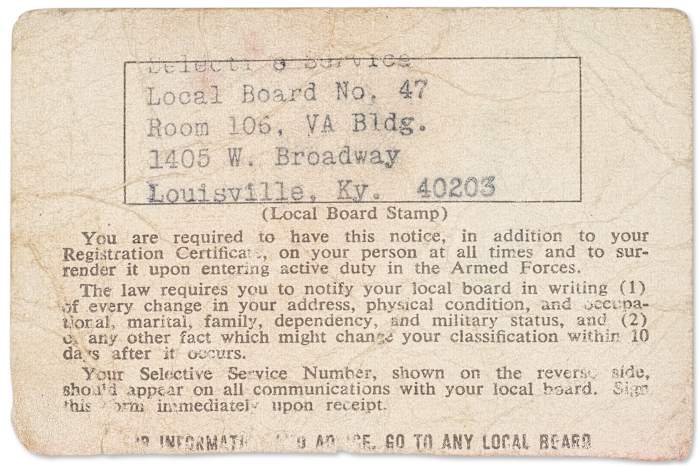 Selective Service
Local Board No. 47
Room 106, VA Bldg.
1405 W. Broadway
Louisville, Ky. 40203
(Local Board Stamp)
You are required to have this notice, in addition to your
Registration Certificate, on your person at all times and to sur-
render it upon entering active duty in the Armed Forces.
The law requires you to notify your local board in writing (1)
of every change in your address, physical condition, and occupa-
tional, marital, family, dependency, and military status, and (2)
of any other fact which might change your classification within 10
days after it occurs.
Your Selective Service Number, shown on the reverse side,
should appear on all communications with your local board. Sign
this form immediately upon receipt.
FOR INFORMATION AND ADVICE, GO TO ANY LOCAL BOARD